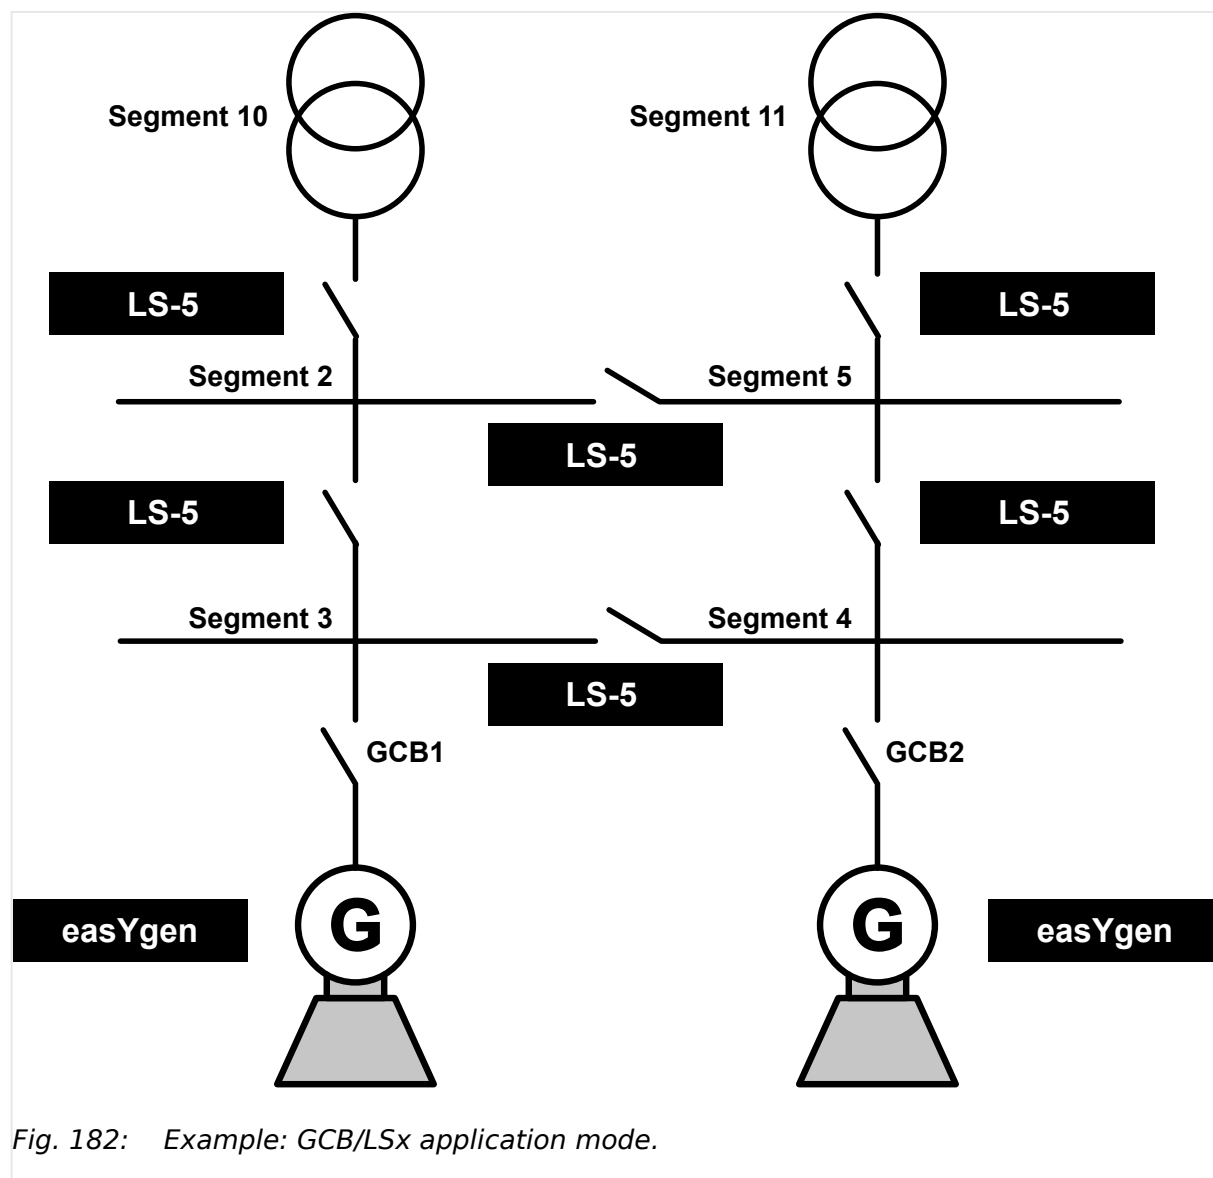 Segment 10
Segment 11
LS-5
LS-5
Segment 2
Segment 5
LS-5
LS-5
LS-5
Segment 3
Segment 4
LS-5
GCB1
GCB2
G
G
easYgen
easYgen
Fig. 182: Example: GCB/LSx application mode.